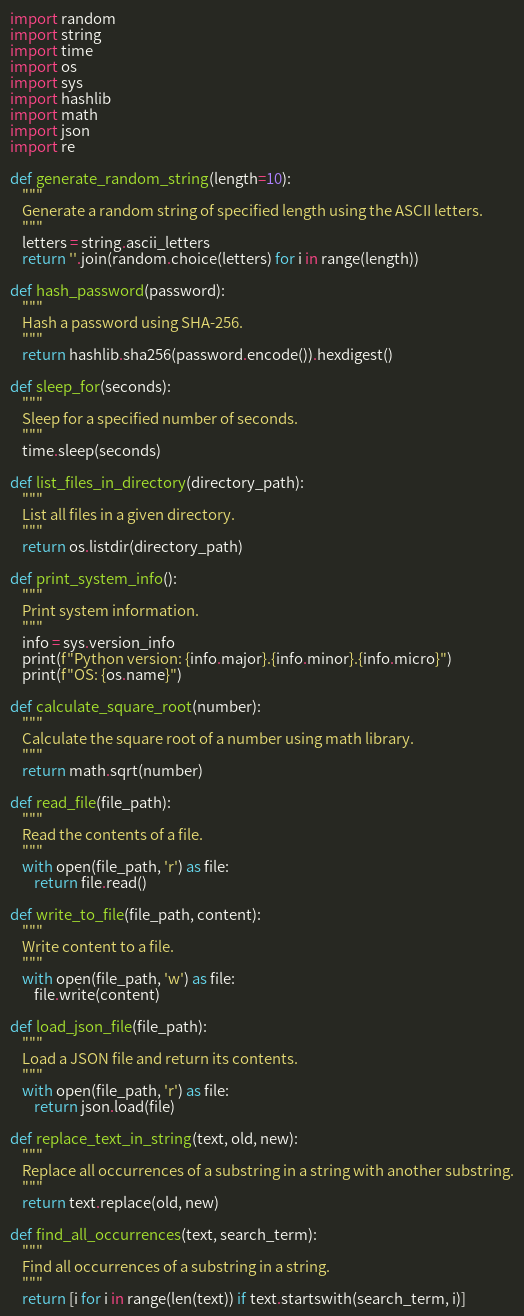 import random
import string
import time
import os
import sys
import hashlib
import math
import json
import re

def generate_random_string(length=10):
    """
    Generate a random string of specified length using the ASCII letters.
    """
    letters = string.ascii_letters
    return ''.join(random.choice(letters) for i in range(length))

def hash_password(password):
    """
    Hash a password using SHA-256.
    """
    return hashlib.sha256(password.encode()).hexdigest()

def sleep_for(seconds):
    """
    Sleep for a specified number of seconds.
    """
    time.sleep(seconds)

def list_files_in_directory(directory_path):
    """
    List all files in a given directory.
    """
    return os.listdir(directory_path)

def print_system_info():
    """
    Print system information.
    """
    info = sys.version_info
    print(f"Python version: {info.major}.{info.minor}.{info.micro}")
    print(f"OS: {os.name}")

def calculate_square_root(number):
    """
    Calculate the square root of a number using math library.
    """
    return math.sqrt(number)

def read_file(file_path):
    """
    Read the contents of a file.
    """
    with open(file_path, 'r') as file:
        return file.read()

def write_to_file(file_path, content):
    """
    Write content to a file.
    """
    with open(file_path, 'w') as file:
        file.write(content)

def load_json_file(file_path):
    """
    Load a JSON file and return its contents.
    """
    with open(file_path, 'r') as file:
        return json.load(file)

def replace_text_in_string(text, old, new):
    """
    Replace all occurrences of a substring in a string with another substring.
    """
    return text.replace(old, new)

def find_all_occurrences(text, search_term):
    """
    Find all occurrences of a substring in a string.
    """
    return [i for i in range(len(text)) if text.startswith(search_term, i)]